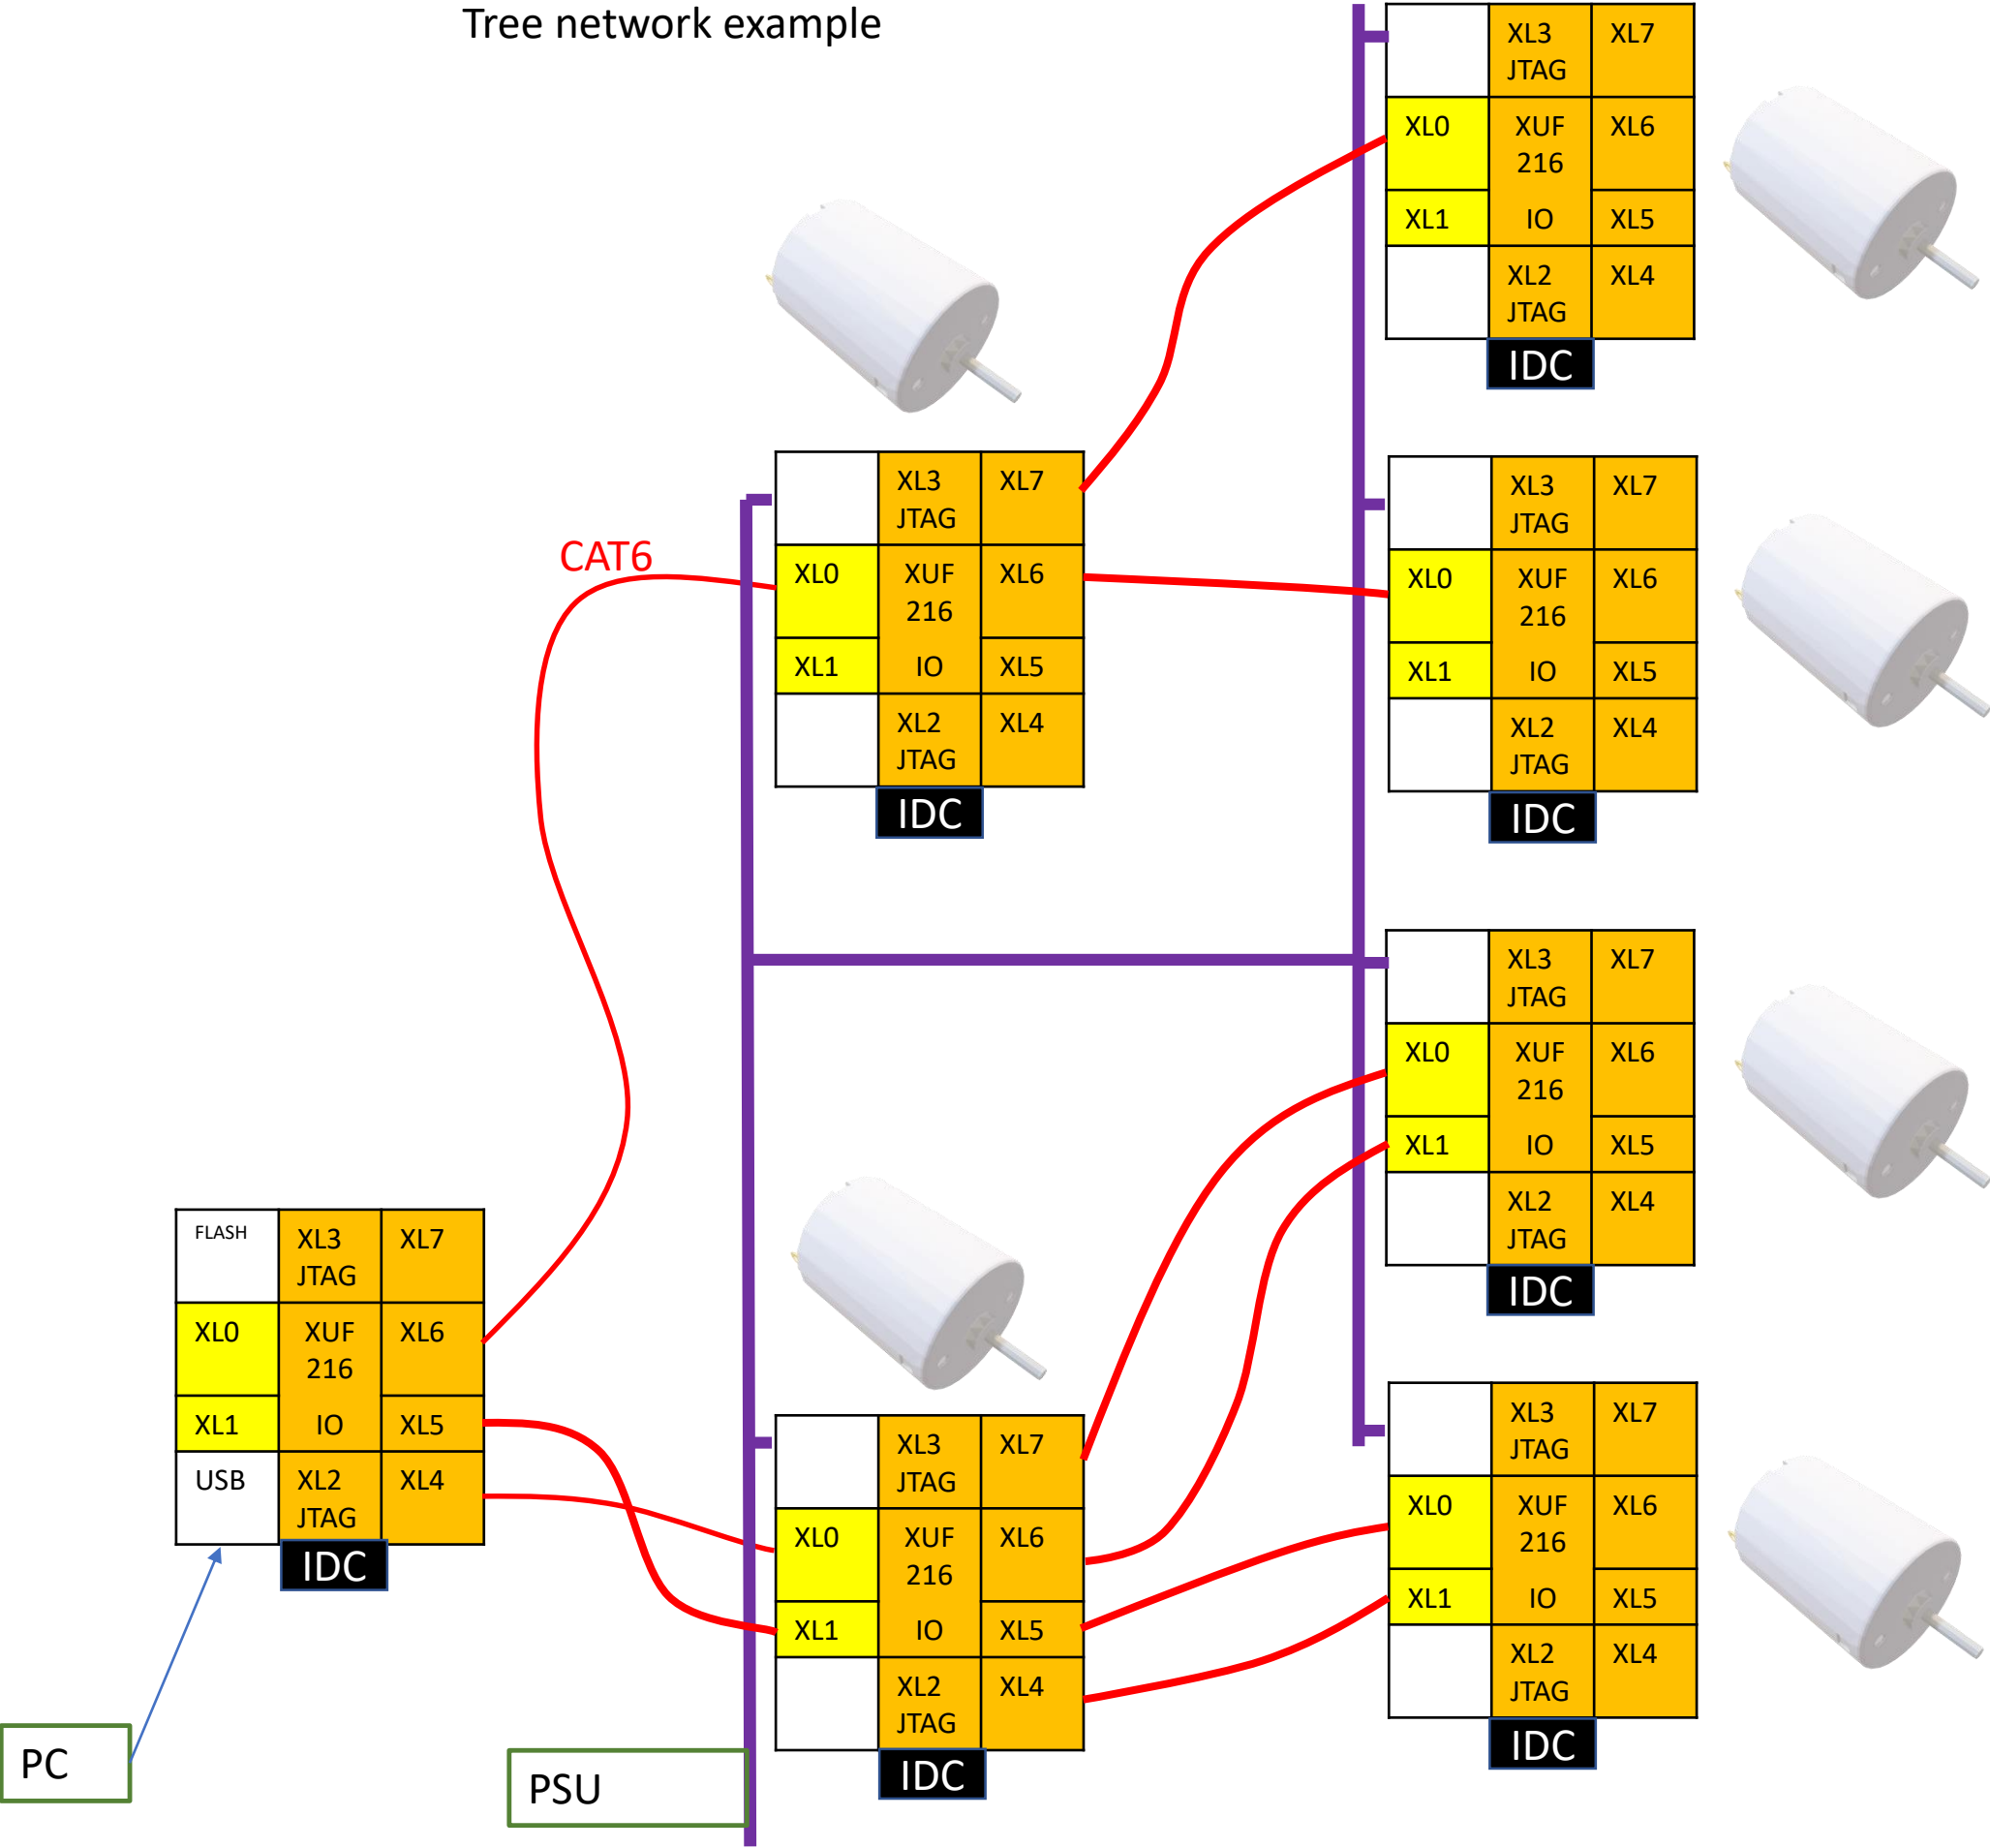 Tree network example
XL3
JTAG
XL7
XL0
XUF
216
XL6
XL1
IO
XL5
XL2
JTAG
XL4
IDC
XL3
JTAG
XL7
XL0
XUF
216
XL6
XL1
IO
XL5
XL2
JTAG
XL4
IDC
CAT6
XL3
JTAG
XL7
XL0
XUF
216
XL6
XL1
IO
XL5
XL2
JTAG
XL4
IDC
XL3
JTAG
XL7
XL0
XUF
216
XL6
XL1
IO
XL5
XL2
JTAG
XL4
IDC
FLASH
XL3
JTAG
XL7
XL0
XUF
216
XL6
XL1
IO
XL5
USB
XL2
JTAG
XL4
IDC
XL3
JTAG
XL7
XL0
XUF
216
XL6
XL1
IO
XL5
XL2
JTAG
XL4
IDC
XL3
JTAG
XL7
XL0
XUF
216
XL6
XL1
IO
XL5
XL2
JTAG
XL4
IDC
PC
PSU